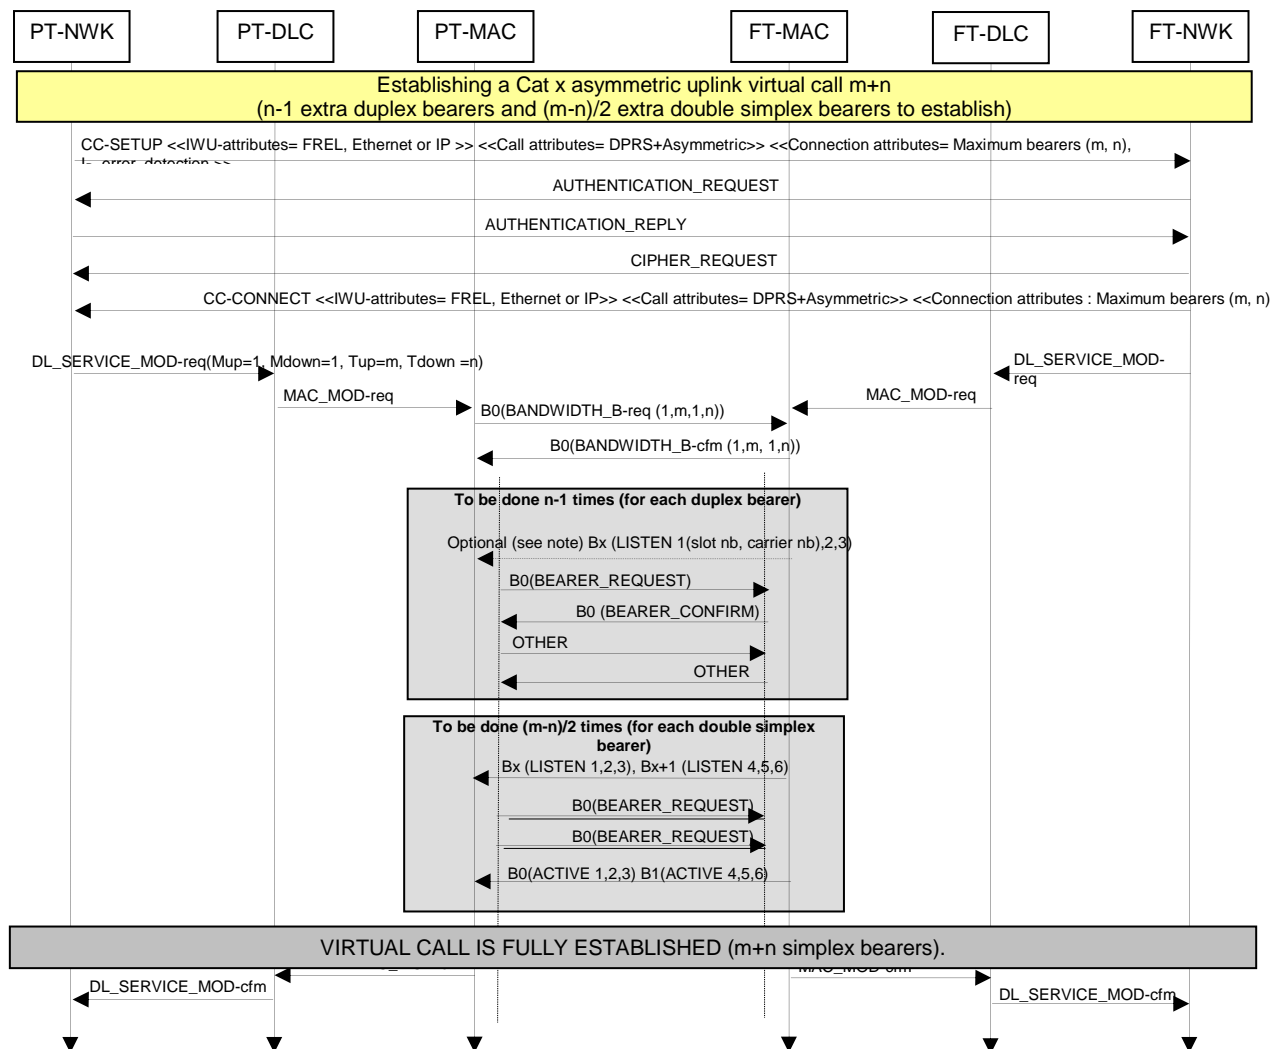 PT-NWK PT-DLC PT-MAC FT-MAC FT-DLC FT-NWK
Establishing a Cat x asymmetric uplink virtual call m+n
(n-1 extra duplex bearers and (m-n)/2 extra double simplex bearers to establish)
CC-SETUP <<IWU-attributes= FREL, Ethernet or IP >> <<Call attributes= DPRS+Asymmetric>> <<Connection attributes= Maximum bearers (m, n),
error detection >>
AUTHENTICATION_REQUEST
AUTHENTICATION_REPLY
CIPHER_REQUEST
CC-CONNECT <<IWU-attributes= FREL, Ethernet or IP>> <<Call attributes= DPRS+Asymmetric>> <<Connection attributes : Maximum bearers (m, n)
DL_SERVICE_MOD-req(Mup=1, Mdown=1, Tup=m, Tdown =n)
DL_SERVICE_MOD-
req
MAC_MOD-req
MAC_MOD-req
B0(BANDWIDTH_B-req (1,m,1,n))
B0(BANDWIDTH_B-cfm (1,m, 1,n))
To be done n-1 times (for each duplex bearer)
Optional (see note) Bx (LISTEN 1(slot nb, carrier nb),2,3)
B0(BEARER_REQUEST)
B0 (BEARER_CONFIRM)
OTHER
OTHER
To be done (m-n)/2 times (for each double simplex
bearer)
Bx (LISTEN 1,2,3), Bx+1 (LISTEN 4,5,6)
B0(BEARER_REQUEST)
B0(BEARER_REQUEST)
B0(ACTIVE 1,2,3) B1(ACTIVE 4,5,6)
VIRTUAL CALL IS FULLY ESTABLISHED (m+n simplex bearers).
MAC_MOD-cfm
DL_SERVICE_MOD-cfm
DL_SERVICE_MOD-cfm